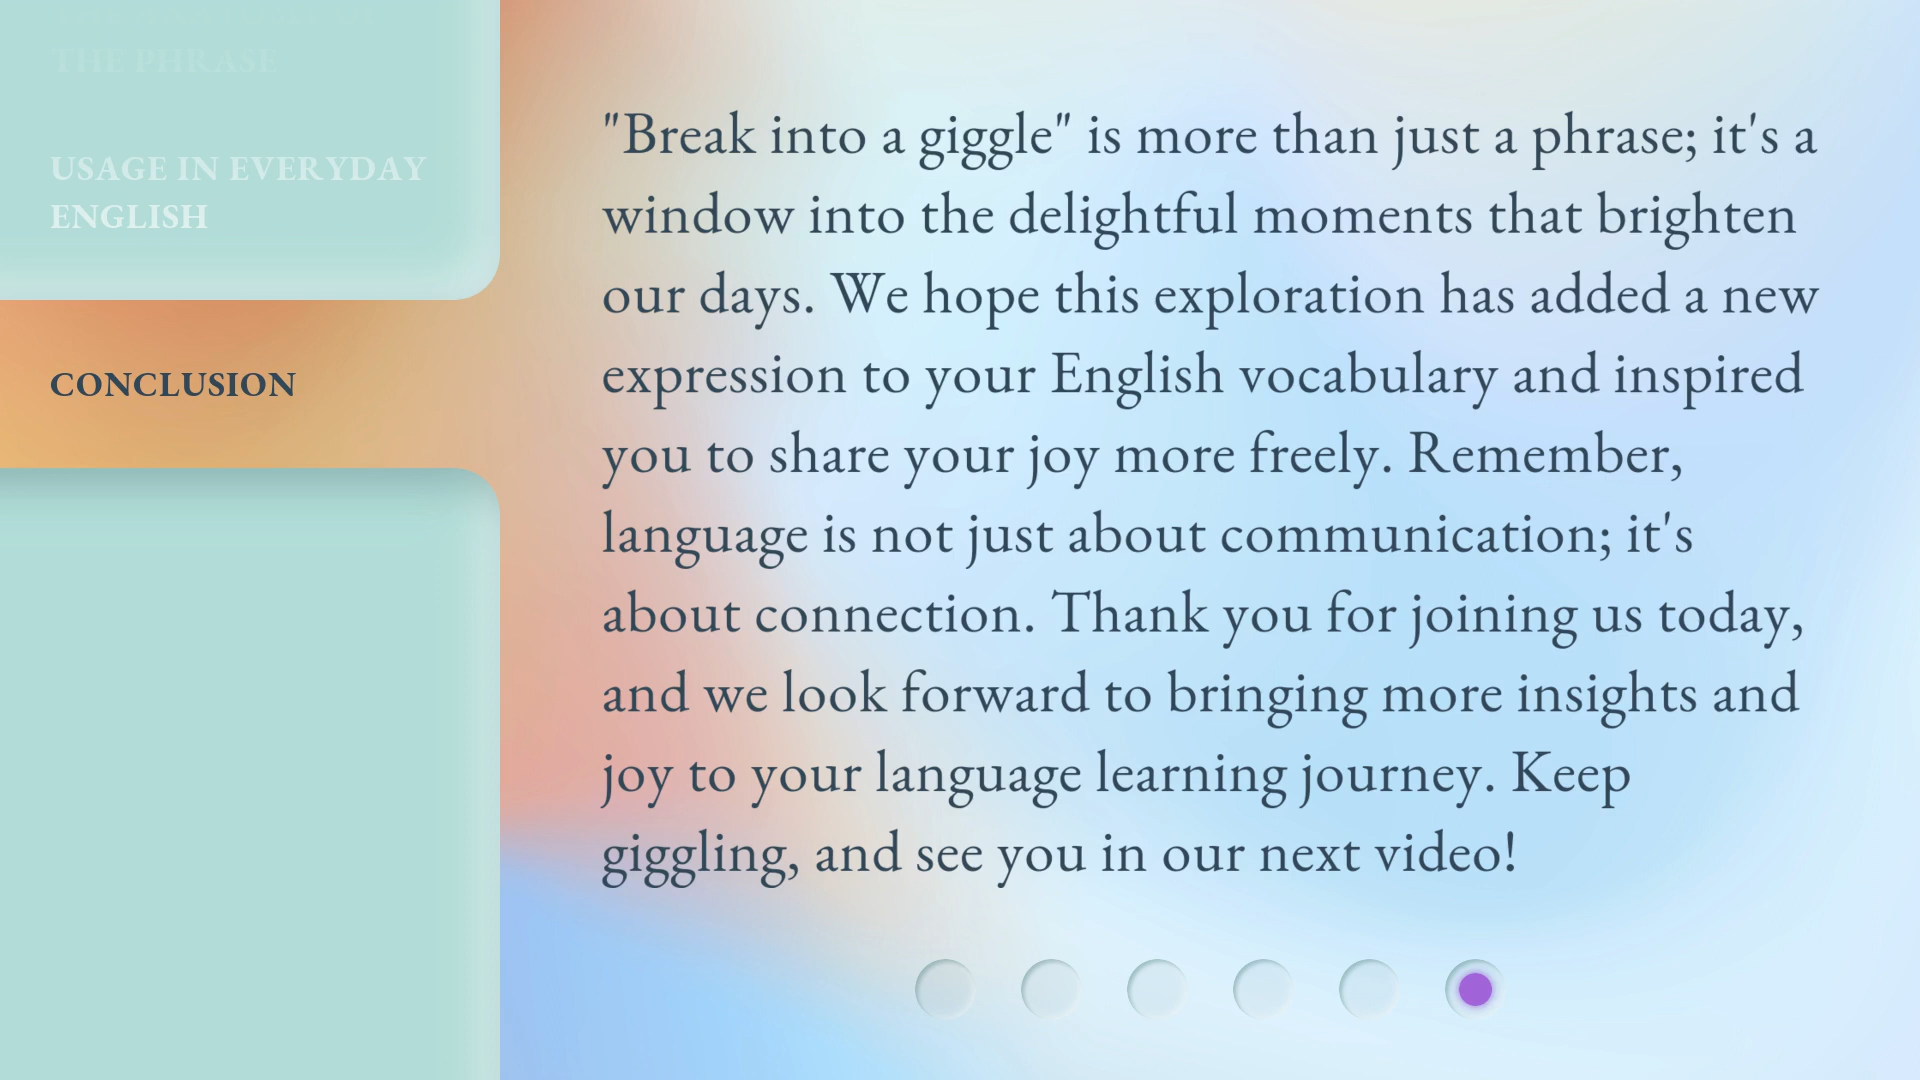 THE PHRASE
USAGE IN EVERYDAY
ENGLISH
CONCLUSION
"Break into a giggle" is more than just a phrase; it's a
window into the delightful moments that brighten
our days. We hope this exploration has added a new
expression to your English vocabulary and inspired
you to share your joy more freely. Remember,
language is not just about communication; it's
about connection. Thank you for joining us today,
and we look forward to bringing more insights and
joy to your language learning journey. Keep
giggling, and see you in our next video!